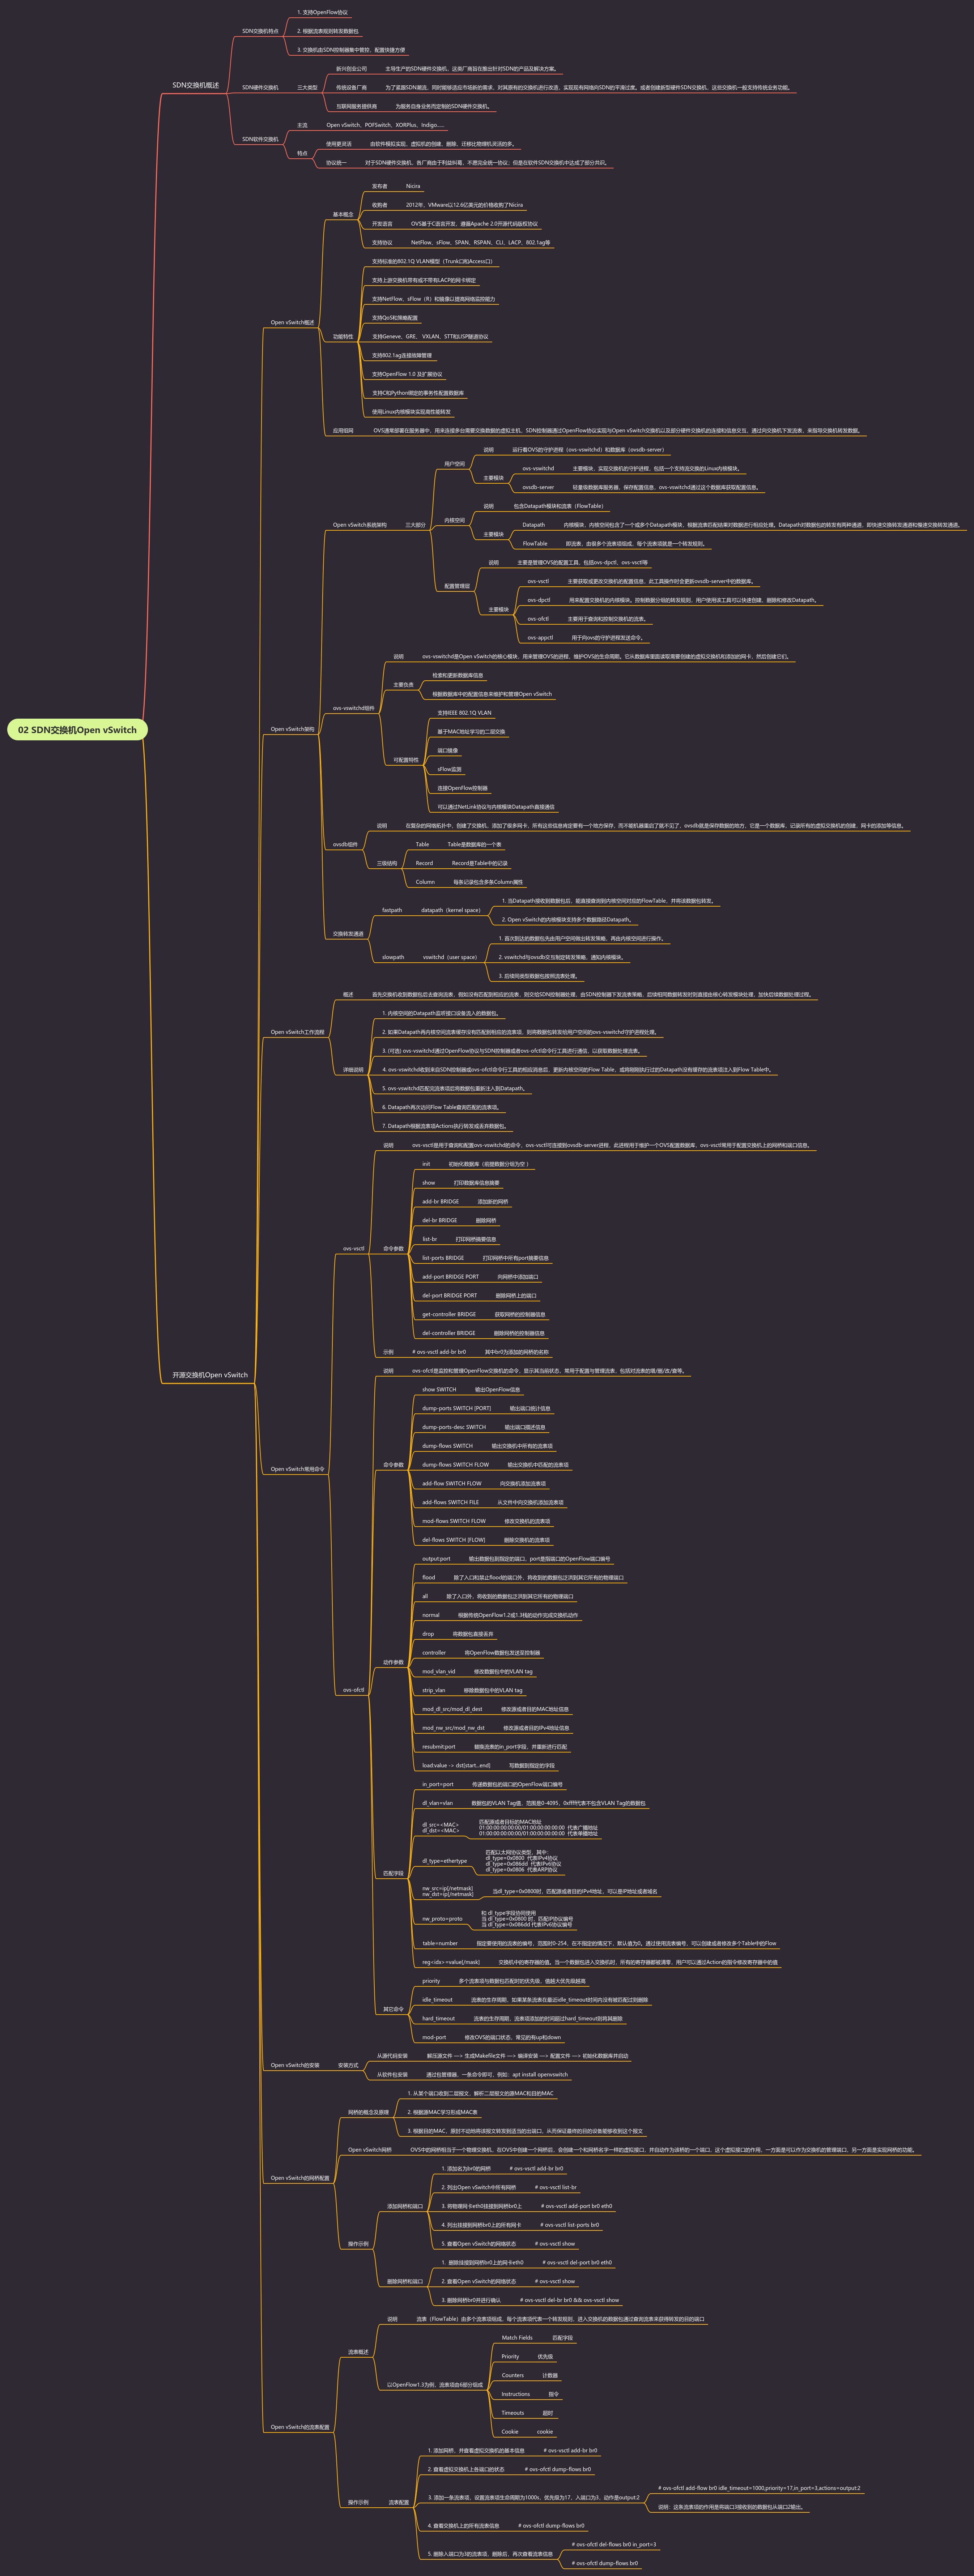 02 SDN交换机Open vSwitch
SDN交换机概述
SDN交换机特点
1. 支持OpenFlow协议
2. 根据流表规则转发数据包
3. 交换机由SDN控制器集中管控，配置快捷方便
SDN硬件交换机
三大类型
新兴创业公司
主导生产的SDN硬件交换机，这类厂商旨在推出针对SDN的产品及解决方案。
传统设备厂商
为了紧跟SDN潮流，同时能够适应市场新的需求，对其原有的交换机进行改造，实现现有网络向SDN的平滑过度。或者创建新型硬件SDN交换机，这些交换机一般支持传统业务功能。
互联网服务提供商
为服务自身业务而定制的SDN硬件交换机。
SDN软件交换机
主流
Open vSwitch、POFSwitch、XORPlus、Indigo......
特点
使用更灵活
由软件模拟实现，虚拟机的创建、删除、迁移比物理机灵活的多。
协议统一
对于SDN硬件交换机，各厂商由于利益纠葛，不愿完全统一协议；但是在软件SDN交换机中达成了部分共识。
开源交换机Open vSwitch
Open vSwitch概述
基本概念
发布者
Nicira
收购者
2012年，VMware以12.6亿美元的价格收购了Nicira
开发语言
OVS基于C语言开发，遵循Apache 2.0开源代码版权协议
支持协议
NetFlow、sFlow、SPAN、RSPAN、CLI、LACP、802.1ag等
功能特性
支持标准的802.1Q VLAN模型（Trunk口和Access口）
支持上游交换机带有或不带有LACP的网卡绑定
支持NetFlow、sFlow（R）和镜像以提高网络监控能力
支持QoS和策略配置
支持Geneve、GRE、 VXLAN、STT和LISP隧道协议
支持802.1ag连接故障管理
支持OpenFlow 1.0 及扩展协议
支持C和Python绑定的事务性配置数据库
使用Linux内核模块实现高性能转发
应用组网
OVS通常部署在服务器中，用来连接多台需要交换数据的虚拟主机，SDN控制器通过OpenFlow协议实现与Open vSwitch交换机以及部分硬件交换机的连接和信息交互，通过向交换机下发流表，来指导交换机转发数据。
Open vSwitch架构
Open vSwitch系统架构
三大部分
用户空间
说明
运行着OVS的守护进程（ovs-vswitchd）和数据库（ovsdb-server）
主要模块
ovs-vswitchd
主要模块，实现交换机的守护进程，包括一个支持流交换的Linux内核模块。
ovsdb-server
轻量级数据库服务器，保存配置信息，ovs-vswitchd通过这个数据库获取配置信息。
内核空间
说明
包含Datapath模块和流表（FlowTable）
主要模块
Datapath
内核模块，内核空间包含了一个或多个Datapath模块，根据流表匹配结果对数据进行相应处理。Datapath对数据包的转发有两种通道，即快速交换转发通道和慢速交换转发通道。
FlowTable
即流表，由很多个流表项组成，每个流表项就是一个转发规则。
配置管理层
说明
主要是管理OVS的配置工具，包括ovs-dpctl、ovs-vsctl等
主要模块
ovs-vsctl
主要获取或更改交换机的配置信息，此工具操作时会更新ovsdb-server中的数据库。
ovs-dpctl
用来配置交换机的内核模块，控制数据分组的转发规则，用户使用该工具可以快速创建、删除和修改Datapath。
ovs-ofctl
主要用于查询和控制交换机的流表。
ovs-appctl
用于向ovs的守护进程发送命令。
ovs-vswitchd组件
说明
ovs-vswitchd是Open vSwitch的核心模块，用来管理OVS的进程，维护OVS的生命周期。它从数据库里面读取需要创建的虚拟交换机和添加的网卡，然后创建它们。
主要负责
检索和更新数据库信息
根据数据库中的配置信息来维护和管理Open vSwitch
可配置特性
支持IEEE 802.1Q VLAN
基于MAC地址学习的二层交换
端口镜像
sFlow监测
连接OpenFlow控制器
可以通过NetLink协议与内核模块Datapath直接通信
ovsdb组件
说明
在复杂的网络拓扑中，创建了交换机，添加了很多网卡，所有这些信息肯定要有一个地方保存，而不能机器重启了就不见了，ovsdb就是保存数据的地方，它是一个数据库，记录所有的虚拟交换机的创建、网卡的添加等信息。
三级结构
Table
Table是数据库的一个表
Record
Record是Table中的记录
Column
每条记录包含多条Column属性
交换转发通道
fastpath
datapath（kernel space）
1. 当Datapath接收到数据包后，能直接查询到内核空间对应的FlowTable，并将该数据包转发。
2. Open vSwitch的内核模块支持多个数据路径Datapath。
slowpath
vswitchd（user space）
1. 首次到达的数据包先由用户空间做出转发策略，再由内核空间进行操作。
2. vswitchd与ovsdb交互制定转发策略，通知内核模块。
3. 后续同类型数据包按照流表处理。
Open vSwitch工作流程
概述
首先交换机收到数据包后去查询流表，假如没有匹配到相应的流表，则交给SDN控制器处理，由SDN控制器下发流表策略，后续相同数据转发时则直接由核心转发模块处理，加快后续数据处理过程。
详细说明
1. 内核空间的Datapath监听接口设备流入的数据包。
2. 如果Datapath再内核空间流表缓存没有匹配到相应的流表项，则将数据包转发给用户空间的ovs-vswitchd守护进程处理。
3. (可选) ovs-vswitchd通过OpenFlow协议与SDN控制器或者ovs-ofctl命令行工具进行通信，以获取数据处理流表。
4. ovs-vswitchd收到来自SDN控制器或ovs-ofctl命令行工具的相应消息后，更新内核空间的Flow Table，或将刚刚执行过的Datapath没有缓存的流表项注入到Flow Table中。
5. ovs-vswitchd匹配完流表项后将数据包重新注入到Datapath。
6. Datapath再次访问Flow Table查询匹配的流表项。
7. Datapath根据流表项Actions执行转发或丢弃数据包。
Open vSwitch常用命令
ovs-vsctl
说明
ovs-vsctl是用于查询和配置ovs-vswitchd的命令，ovs-vsctl可连接到ovsdb-server进程，此进程用于维护一个OVS配置数据库，ovs-vsctl常用于配置交换机上的网桥和端口信息。
命令参数
init
初始化数据库（前提数据分组为空 ）
show
打印数据库信息摘要
add-br BRIDGE
添加新的网桥
del-br BRIDGE
删除网桥
list-br
打印网桥摘要信息
list-ports BRIDGE
打印网桥中所有port摘要信息
add-port BRIDGE PORT
向网桥中添加端口
del-port BRIDGE PORT
删除网桥上的端口
get-controller BRIDGE
获取网桥的控制器信息
del-controller BRIDGE
删除网桥的控制器信息
示例
# ovs-vsctl add-br br0
其中br0为添加的网桥的名称
ovs-ofctl
说明
ovs-ofctl是监控和管理OpenFlow交换机的命令，显示其当前状态，常用于配置与管理流表，包括对流表的增/删/改/查等。
命令参数
show SWITCH
输出OpenFlow信息
dump-ports SWITCH [PORT]
输出端口统计信息
dump-ports-desc SWITCH
输出端口描述信息
dump-flows SWITCH
输出交换机中所有的流表项
dump-flows SWITCH FLOW
输出交换机中匹配的流表项
add-flow SWITCH FLOW
向交换机添加流表项
add-flows SWITCH FILE
从文件中向交换机添加流表项
mod-flows SWITCH FLOW
修改交换机的流表项
del-flows SWITCH [FLOW]
删除交换机的流表项
动作参数
output:port
输出数据包到指定的端口，port是指端口的OpenFlow端口编号
flood
除了入口和禁止flood的端口外，将收到的数据包泛洪到其它所有的物理端口
all
除了入口外，将收到的数据包泛洪到其它所有的物理端口
normal
根据传统OpenFlow1.2或1.3栈的动作完成交换机动作
drop
将数据包直接丢弃
controller
将OpenFlow数据包发送至控制器
mod_vlan_vid
修改数据包中的VLAN tag
strip_vlan
移除数据包中的VLAN tag
mod_dl_src/mod_dl_dest
修改源或者目的MAC地址信息
mod_nw_src/mod_nw_dst
修改源或者目的IPv4地址信息
resubmit:port
替换流表的in_port字段，并重新进行匹配
load:value -> dst[start...end]
写数据到指定的字段
匹配字段
in_port=port
传递数据包的端口的OpenFlow端口编号
dl_vlan=vlan
数据包的VLAN Tag值，范围是0-4095，0xffff代表不包含VLAN Tag的数据包
dl_src=<MAC>
dl_dst=<MAC>
匹配源或者目标的MAC地址
01:00:00:00:00:00/01:00:00:00:00:00 代表广播地址
01:00:00:00:00:00/01:00:00:00:00:00 代表单播地址
dl_type=ethertype
匹配以太网协议类型，其中：
dl_type=0x0800 代表IPv4协议
dl_type=0x086dd 代表IPv6协议
dl_type=0x0806 代表ARP协议
nw_src=ip[/netmask]
nw_dst=ip[/netmask]
当dl_type=0x0800时，匹配源或者目的IPv4地址，可以是IP地址或者域名
nw_proto=proto
和 dl_type字段协同使用
当 dl_type=0x0800 时，匹配IP协议编号
当 dl_type=0x086dd 代表IPv6协议编号
table=number
指定要使用的流表的编号，范围时0-254，在不指定的情况下，默认值为0。通过使用流表编号，可以创建或者修改多个Table中的Flow
reg<idx>=value[/mask]
交换机中的寄存器的值。当一个数据包进入交换机时，所有的寄存器都被清零，用户可以通过Action的指令修改寄存器中的值
其它命令
priority
多个流表项与数据包匹配时的优先级，值越大优先级越高
idle_timeout
流表的生存周期，如果某条流表在最近idle_timeout时间内没有被匹配过则删除
hard_timeout
流表的生存周期，流表项添加的时间超过hard_timeout则将其删除
mod-port
修改OVS的端口状态，常见的有up和down
Open vSwitch的安装
安装方式
从源代码安装
解压源文件 —> 生成Makefile文件 —> 编译安装 —> 配置文件 —> 初始化数据库并启动
从软件包安装
通过包管理器，一条命令即可，例如：apt install openvswitch
Open vSwitch的网桥配置
网桥的概念及原理
1. 从某个端口收到二层报文，解析二层报文的源MAC和目的MAC
2. 根据源MAC学习形成MAC表
3. 根据目的MAC，原封不动地将该报文转发到适当的出端口，从而保证最终的目的设备能够收到这个报文
Open vSwitch网桥
OVS中的网桥相当于一个物理交换机，在OVS中创建一个网桥后，会创建一个和网桥名字一样的虚拟接口，并自动作为该桥的一个端口，这个虚拟接口的作用，一方面是可以作为交换机的管理端口，另一方面是实现网桥的功能。
操作示例
添加网桥和端口
1. 添加名为br0的网桥
# ovs-vsctl add-br br0
2. 列出Open vSwitch中所有网桥
# ovs-vsctl list-br
3. 将物理网卡eth0挂接到网桥br0上
# ovs-vsctl add-port br0 eth0
4. 列出挂接到网桥br0上的所有网卡
# ovs-vsctl list-ports br0
5. 查看Open vSwitch的网络状态
# ovs-vsctl show
删除网桥和端口
1. 删除挂接到网桥br0上的网卡eth0
# ovs-vsctl del-port br0 eth0
2. 查看Open vSwitch的网络状态
# ovs-vsctl show
3. 删除网桥br0并进行确认
# ovs-vsctl del-br br0 && ovs-vsctl show
Open vSwitch的流表配置
流表概述
说明
流表（FlowTable）由多个流表项组成，每个流表项代表一个转发规则，进入交换机的数据包通过查询流表来获得转发的目的端口
以OpenFlow1.3为例，流表项由6部分组成
Match Fields
匹配字段
Priority
优先级
Counters
计数器
Instructions
指令
Timeouts
超时
Cookie
cookie
操作示例
流表配置
1. 添加网桥，并查看虚拟交换机的基本信息
# ovs-vsctl add-br br0
2. 查看虚拟交换机上各端口的状态
# ovs-ofctl dump-flows br0
3. 添加一条流表项，设置流表项生命周期为1000s，优先级为17，入端口为3，动作是output:2
# ovs-ofctl add-flow br0 idle_timeout=1000,priority=17,in_port=3,actions=output:2
说明：这条流表项的作用是将端口3接收到的数据包从端口2输出。
4. 查看交换机上的所有流表信息
# ovs-ofctl dump-flows br0
5. 删除入端口为3的流表项，删除后，再次查看流表信息
# ovs-ofctl del-flows br0 in_port=3
# ovs-ofctl dump-flows br0